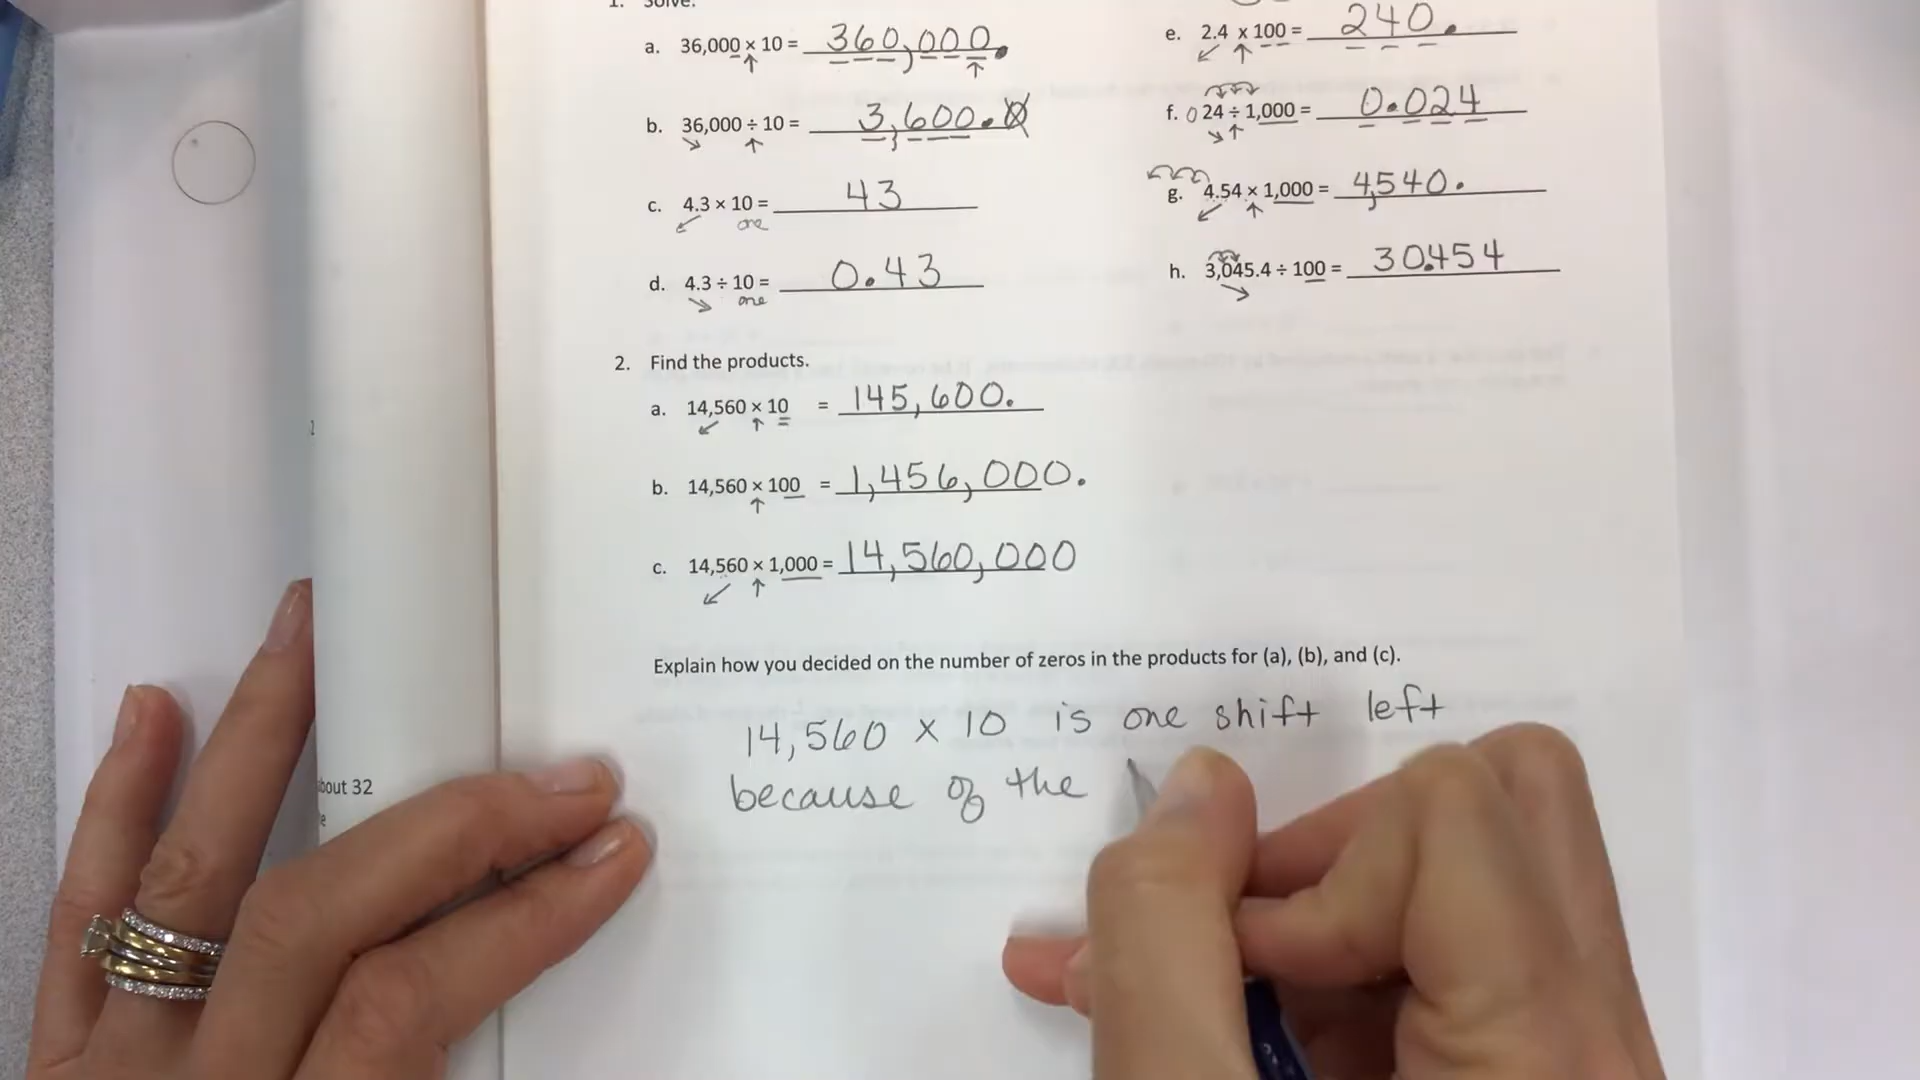 1. Solve.
a. 36,000 × 10 = 360,000.
b. 36,000 ÷ 10 = 3,600.0
c. 4.3 × 10 = 43
one
d. 4.3 ÷ 10 = 0.43
one
e. 2.4 x 100 = 240.
f. 0 24 ÷ 1,000 = 0.024
g. 4.54 × 1,000 = 4,540.
h. 3,045.4 ÷ 100 = 30.454
2. Find the products.
a. 14,560 × 10 = 145,600.
b. 14,560 × 100 = 1,456,000.
c. 14,560 × 1,000 = 14,560,000
Explain how you decided on the number of zeros in the products for (a), (b), and (c).
14,560 x 10 is one shift left
because of the
bout 32
e